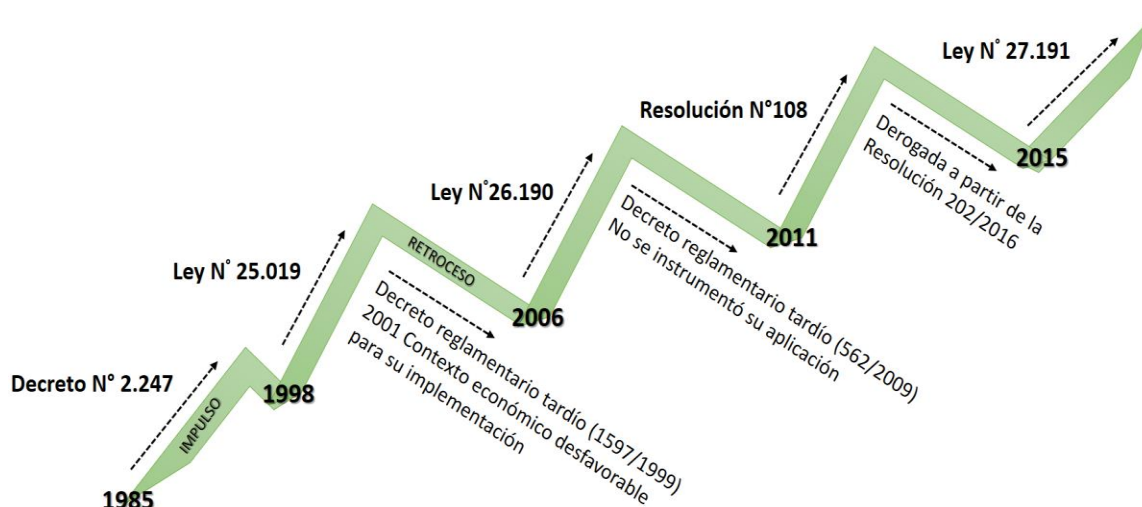 Decreto N° 2.247
IMPULSO
1985
Ley N° 25.019
1998
RETROCESO
Decreto reglamentario tardío (1597/1999)
2001 Contexto económico desfavorable
para su implementación
Ley N°26.190
2006
Decreto reglamentario tardío (562/2009)
No se instrumentó su aplicación
Resolución N°108
2011
Derogada a partir de la
Resolución 202/2016
Ley N° 27.191
2015